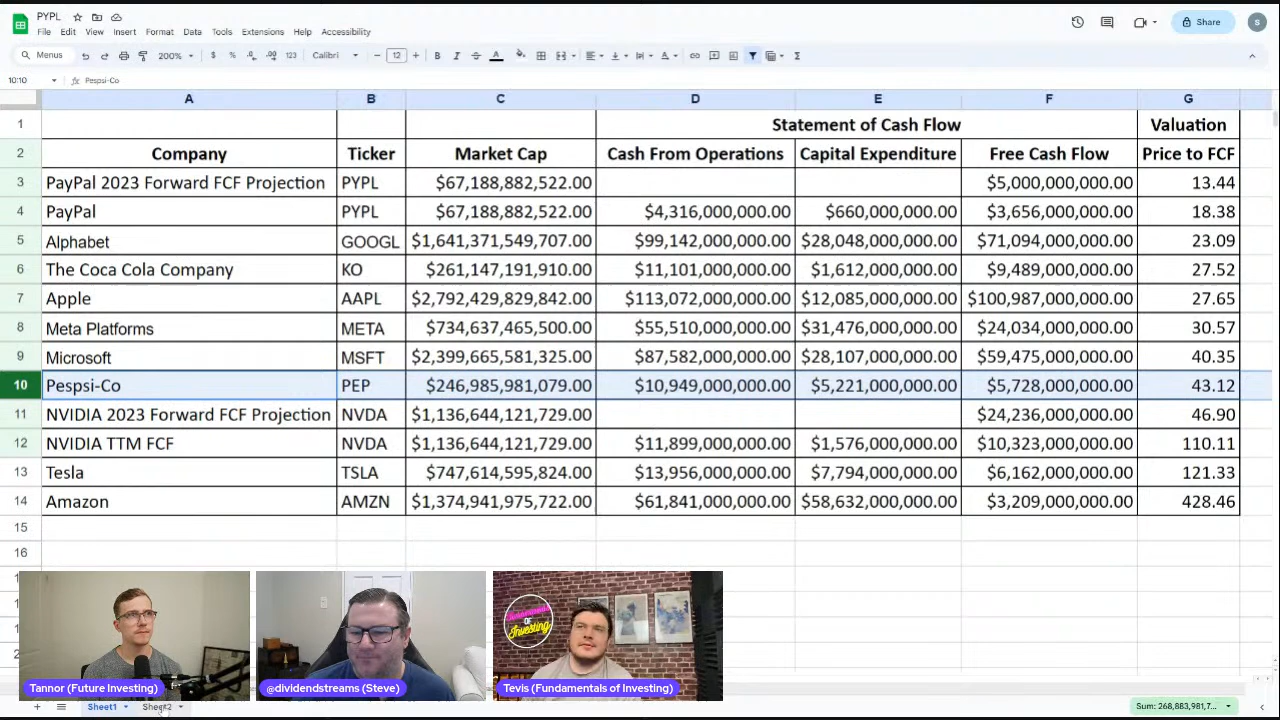 PYPL
File Edit View Insert Format Data Tools Extensions Help Accessibility
Share
S
Menus 200% $ % .0 .00 123 Calibri 12 B I A
10:10 fx Pespsi-Co
A B C D E F G
1 Statement of Cash Flow Valuation
2 Company Ticker Market Cap Cash From Operations Capital Expenditure Free Cash Flow Price to FCF
3 PayPal 2023 Forward FCF Projection PYPL $67,188,882,522.00 $5,000,000,000.00 13.44
4 PayPal PYPL $67,188,882,522.00 $4,316,000,000.00 $660,000,000.00 $3,656,000,000.00 18.38
5 Alphabet GOOGL $1,641,371,549,707.00 $99,142,000,000.00 $28,048,000,000.00 $71,094,000,000.00 23.09
6 The Coca Cola Company KO $261,147,191,910.00 $11,101,000,000.00 $1,612,000,000.00 $9,489,000,000.00 27.52
7 Apple AAPL $2,792,429,829,842.00 $113,072,000,000.00 $12,085,000,000.00 $100,987,000,000.00 27.65
8 Meta Platforms META $734,637,465,500.00 $55,510,000,000.00 $31,476,000,000.00 $24,034,000,000.00 30.57
9 Microsoft MSFT $2,399,665,581,325.00 $87,582,000,000.00 $28,107,000,000.00 $59,475,000,000.00 40.35
10 Pespsi-Co PEP $246,985,981,079.00 $10,949,000,000.00 $5,221,000,000.00 $5,728,000,000.00 43.12
11 NVIDIA 2023 Forward FCF Projection NVDA $1,136,644,121,729.00 $24,236,000,000.00 46.90
12 NVIDIA TTM FCF NVDA $1,136,644,121,729.00 $11,899,000,000.00 $1,576,000,000.00 $10,323,000,000.00 110.11
13 Tesla TSLA $747,614,595,824.00 $13,956,000,000.00 $7,794,000,000.00 $6,162,000,000.00 121.33
14 Amazon AMZN $1,374,941,975,722.00 $61,841,000,000.00 $58,632,000,000.00 $3,209,000,000.00 428.46
15
16
Fundamentals
OF
Investing
Tannor (Future Investing) @dividendstreams (Steve) Tevis (Fundamentals of Investing)
Sheet1 Sheet2 Sum: 268,883,981,7...